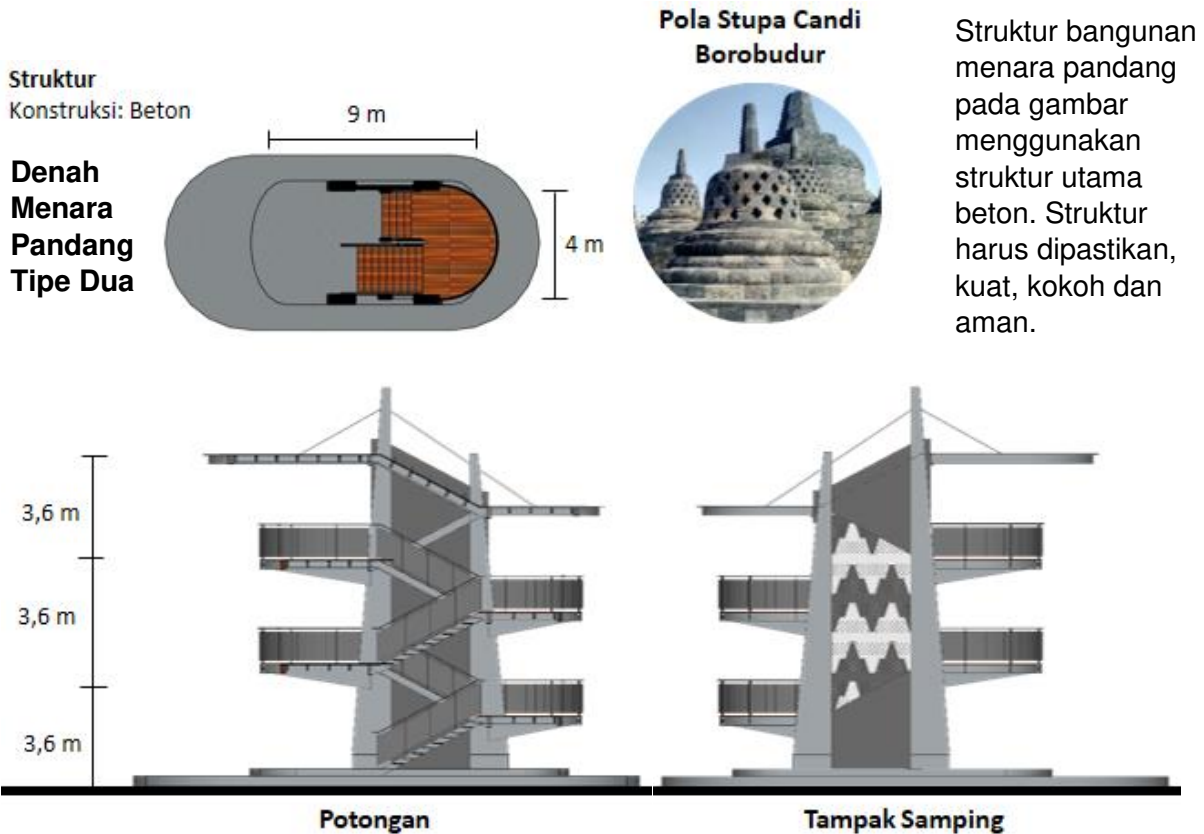 Struktur
Konstruksi: Beton
Denah
Menara
Pandang
Tipe Dua
9 m
4 m
Pola Stupa Candi
Borobudur
Struktur bangunan
menara pandang
pada gambar
menggunakan
struktur utama
beton. Struktur
harus dipastikan,
kuat, kokoh dan
aman.
3,6 m
3,6 m
3,6 m
Potongan
Tampak Samping